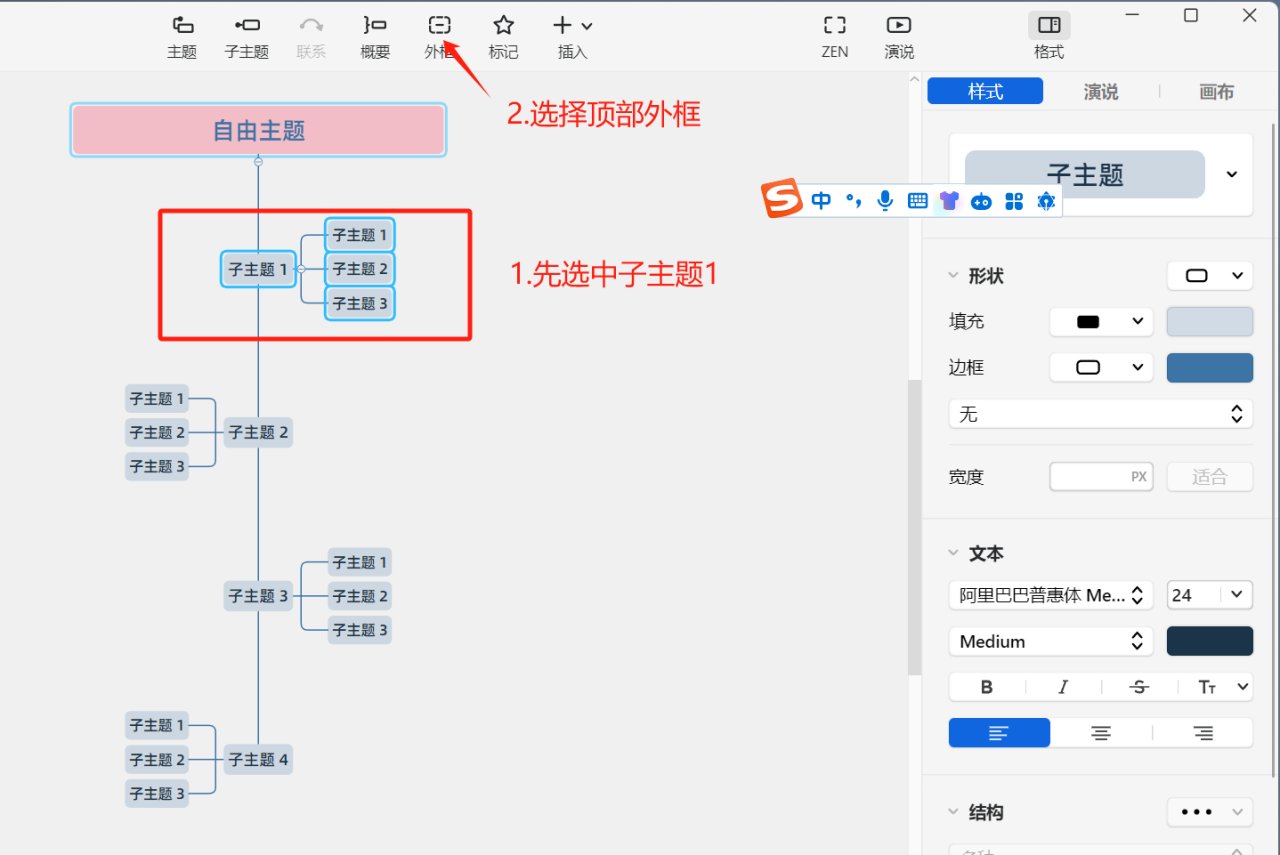 主题
子主题
联系
概要
外框
标记
插入
ZEN
演说
格式
2.选择顶部外框
样式
演说
画布
自由主题
子主题
中
子主题 1
子主题 1
子主题 2
子主题 3
1.先选中子主题1
形状
填充
边框
无
宽度
PX
适合
子主题 1
子主题 2
子主题 3
子主题 2
文本
阿里巴巴普惠体 Me...
24
Medium
B
I
S
TT
子主题 3
子主题 1
子主题 2
子主题 3
子主题 1
子主题 2
子主题 3
子主题 4
结构